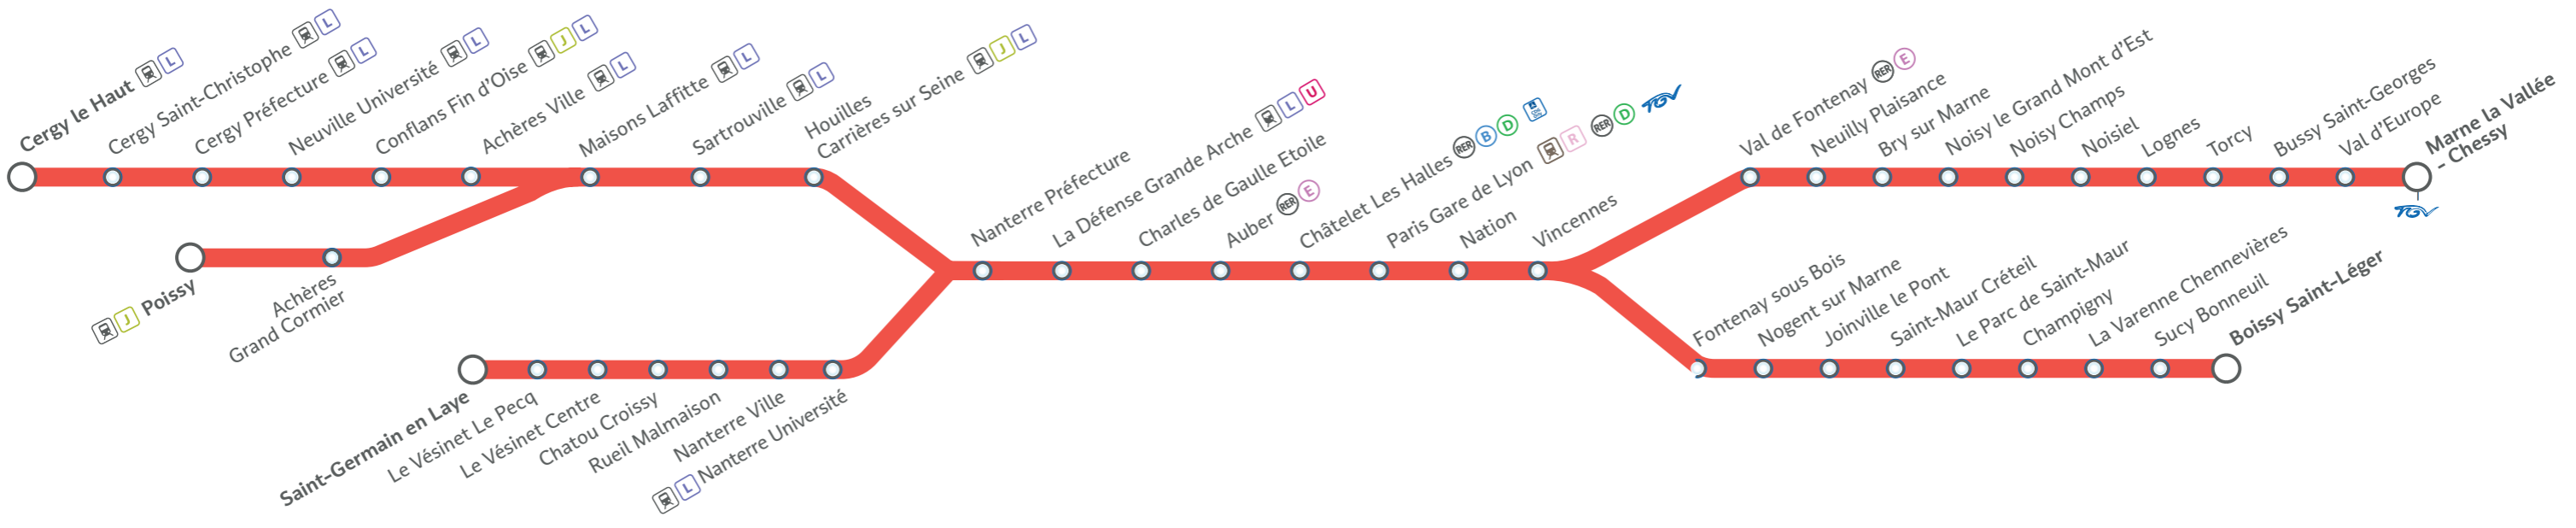 Cergy le Haut L
Cergy Saint-Christophe L
Cergy Préfecture L
Neuville Université L
Conflans Fin d'Oise J L
Achères Ville L
Maisons Laffitte L
Sartrouville L
Houilles
Carrières sur Seine J L
J Poissy
Achères
Grand Cormier
Saint-Germain en Laye
Le Vésinet Le Pecq
Le Vésinet Centre
Chatou Croissy
Rueil Malmaison
Nanterre Ville
L Nanterre Université
Nanterre Préfecture
La Défense Grande Arche L U
Charles de Gaulle Etoile
Auber RER E
Châtelet Les Halles RER B D
Paris Gare de Lyon R RER D TGV
Nation
Vincennes
Val de Fontenay RER E
Neuilly Plaisance
Bry sur Marne
Noisy le Grand Mont d'Est
Noisy Champs
Noisiel
Lognes
Torcy
Bussy Saint-Georges
Val d'Europe
Marne la Vallée
- Chessy
TGV
Fontenay sous Bois
Nogent sur Marne
Joinville le Pont
Saint-Maur Créteil
Le Parc de Saint-Maur
Champigny
La Varenne Chennevières
Sucy Bonneuil
Boissy Saint-Léger